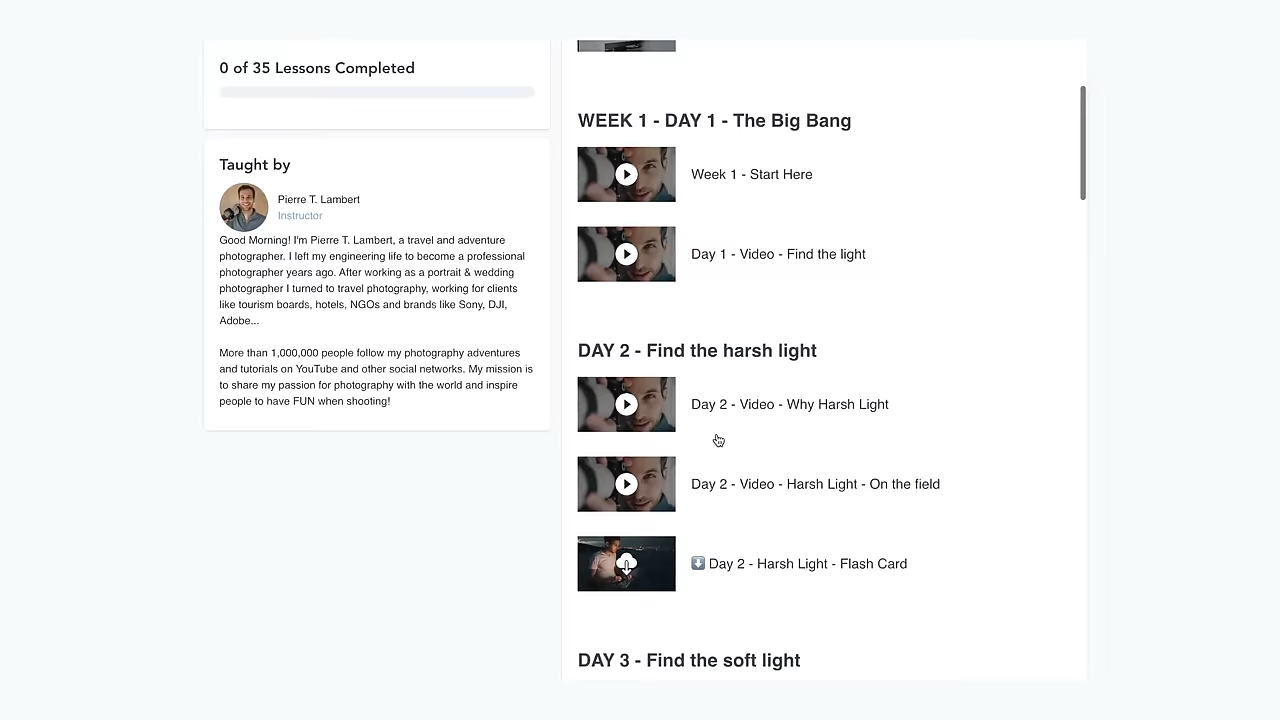 0 of 35 Lessons Completed
Taught by
Pierre T. Lambert
Instructor
Good Morning! I'm Pierre T. Lambert, a travel and adventure
photographer. I left my engineering life to become a professional
photographer years ago. After working as a portrait & wedding
photographer I turned to travel photography, working for clients
like tourism boards, hotels, NGOs and brands like Sony, DJI,
Adobe...
More than 1,000,000 people follow my photography adventures
and tutorials on YouTube and other social networks. My mission is
to share my passion for photography with the world and inspire
people to have FUN when shooting!
WEEK 1 - DAY 1 - The Big Bang
Week 1 - Start Here
Day 1 - Video - Find the light
DAY 2 - Find the harsh light
Day 2 - Video - Why Harsh Light
Day 2 - Video - Harsh Light - On the field
⬇️ Day 2 - Harsh Light - Flash Card
DAY 3 - Find the soft light